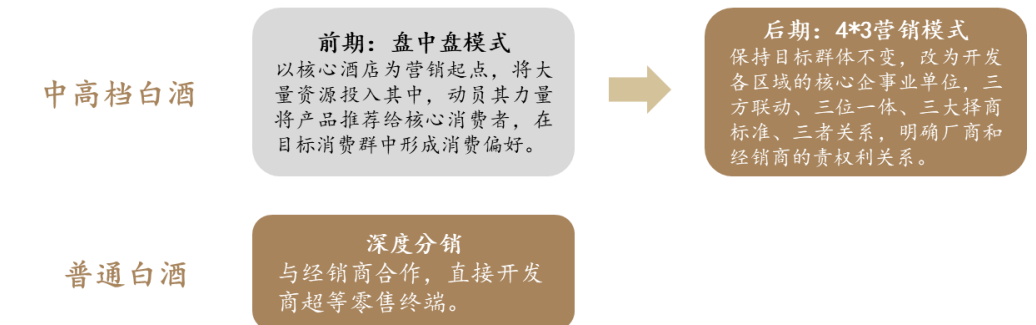 中高档白酒
前期：盘中盘模式
以核心酒店为营销起点，将大
量资源投入其中，动员其力量
将产品推荐给核心消费者，在
目标消费群中形成消费偏好。
后期：4*3营销模式
保持目标群体不变，改为开发
各区域的核心企事业单位，三
方联动、三位一体、三大择商
标准、三者关系，明确厂商和
经销商的责权利关系。
普通白酒
深度分销
与经销商合作，直接开发
商超等零售终端。